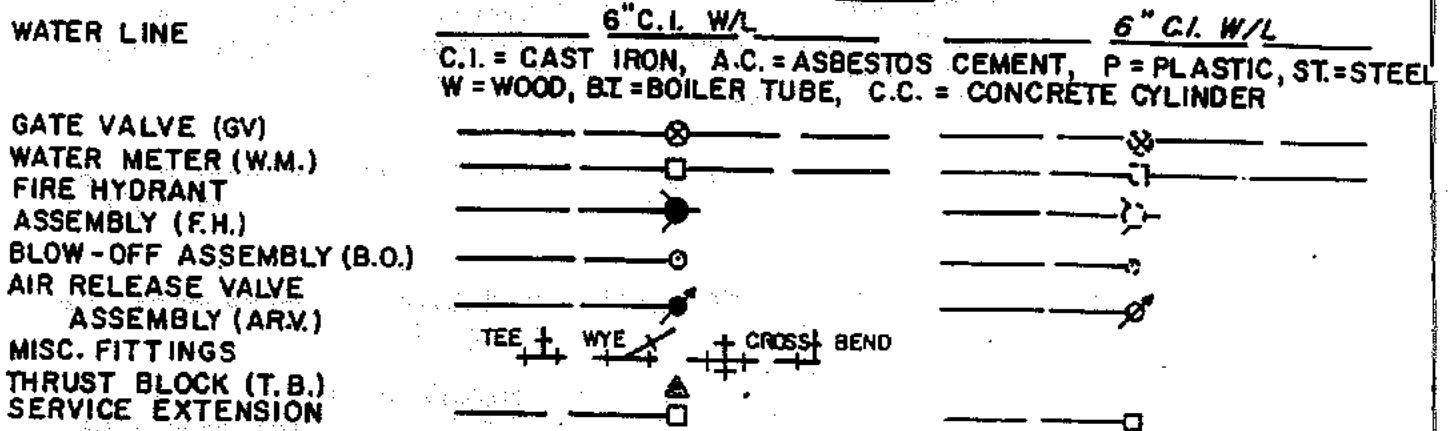 WATER LINE 6"C.I. W/L 6" C.I. W/L
C.I. = CAST IRON, A.C. = ASBESTOS CEMENT, P = PLASTIC, ST.=STEEL
W = WOOD, B.T. = BOILER TUBE, C.C. = CONCRETE CYLINDER
GATE VALVE (GV)
WATER METER (W.M.)
FIRE HYDRANT
ASSEMBLY (F.H.)
BLOW-OFF ASSEMBLY (B.O.)
AIR RELEASE VALVE
ASSEMBLY (A.R.V.)
MISC. FITTINGS TEE WYE CROSS BEND
THRUST BLOCK (T.B.)
SERVICE EXTENSION